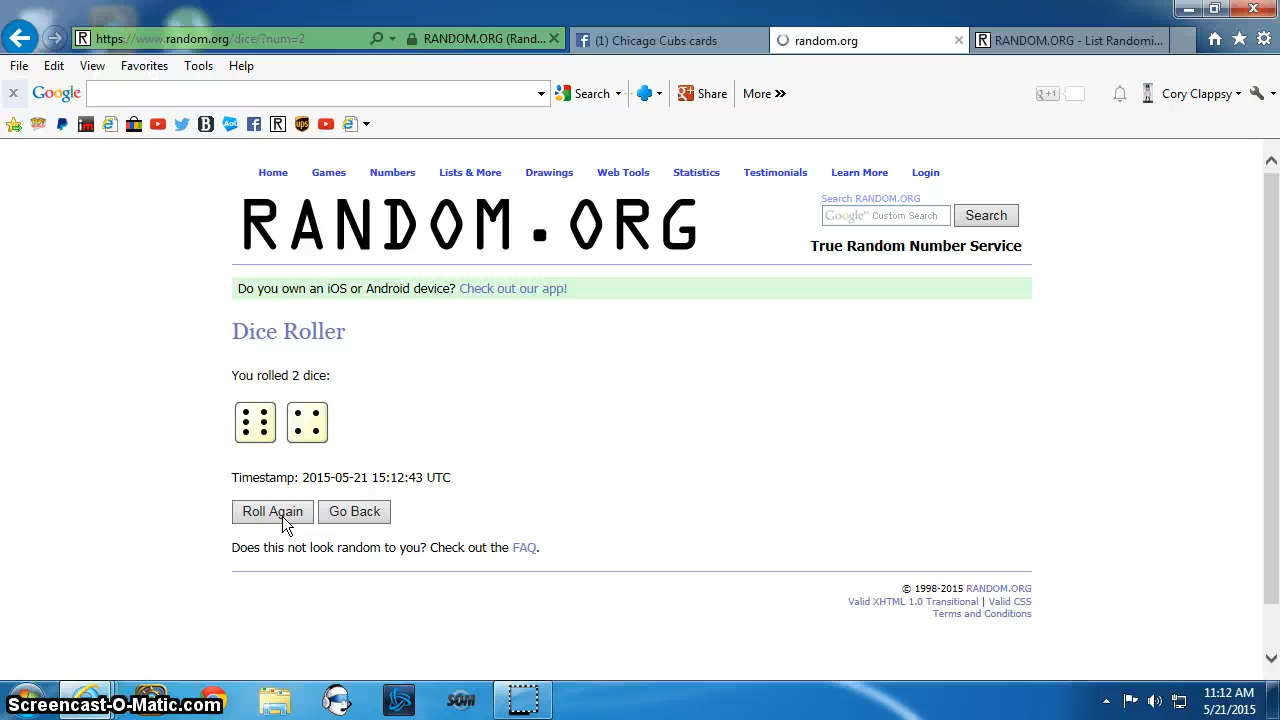 https://www.random.org/dice/?num=2
RANDOM.ORG (Rand...
(1) Chicago Cubs cards
random.org
RANDOM.ORG - List Randomi...
File Edit View Favorites Tools Help
Google Search Share More » Cory Clappsy
Home Games Numbers Lists & More Drawings Web Tools Statistics Testimonials Learn More Login
RANDOM.ORG
Search RANDOM.ORG
Google™ Custom Search Search
True Random Number Service
Do you own an iOS or Android device? Check out our app!
Dice Roller
You rolled 2 dice:
Timestamp: 2015-05-21 15:12:43 UTC
Roll Again Go Back
Does this not look random to you? Check out the FAQ.
© 1998-2015 RANDOM.ORG
Valid XHTML 1.0 Transitional | Valid CSS
Terms and Conditions
Screencast-O-Matic.com
11:12 AM
5/21/2015